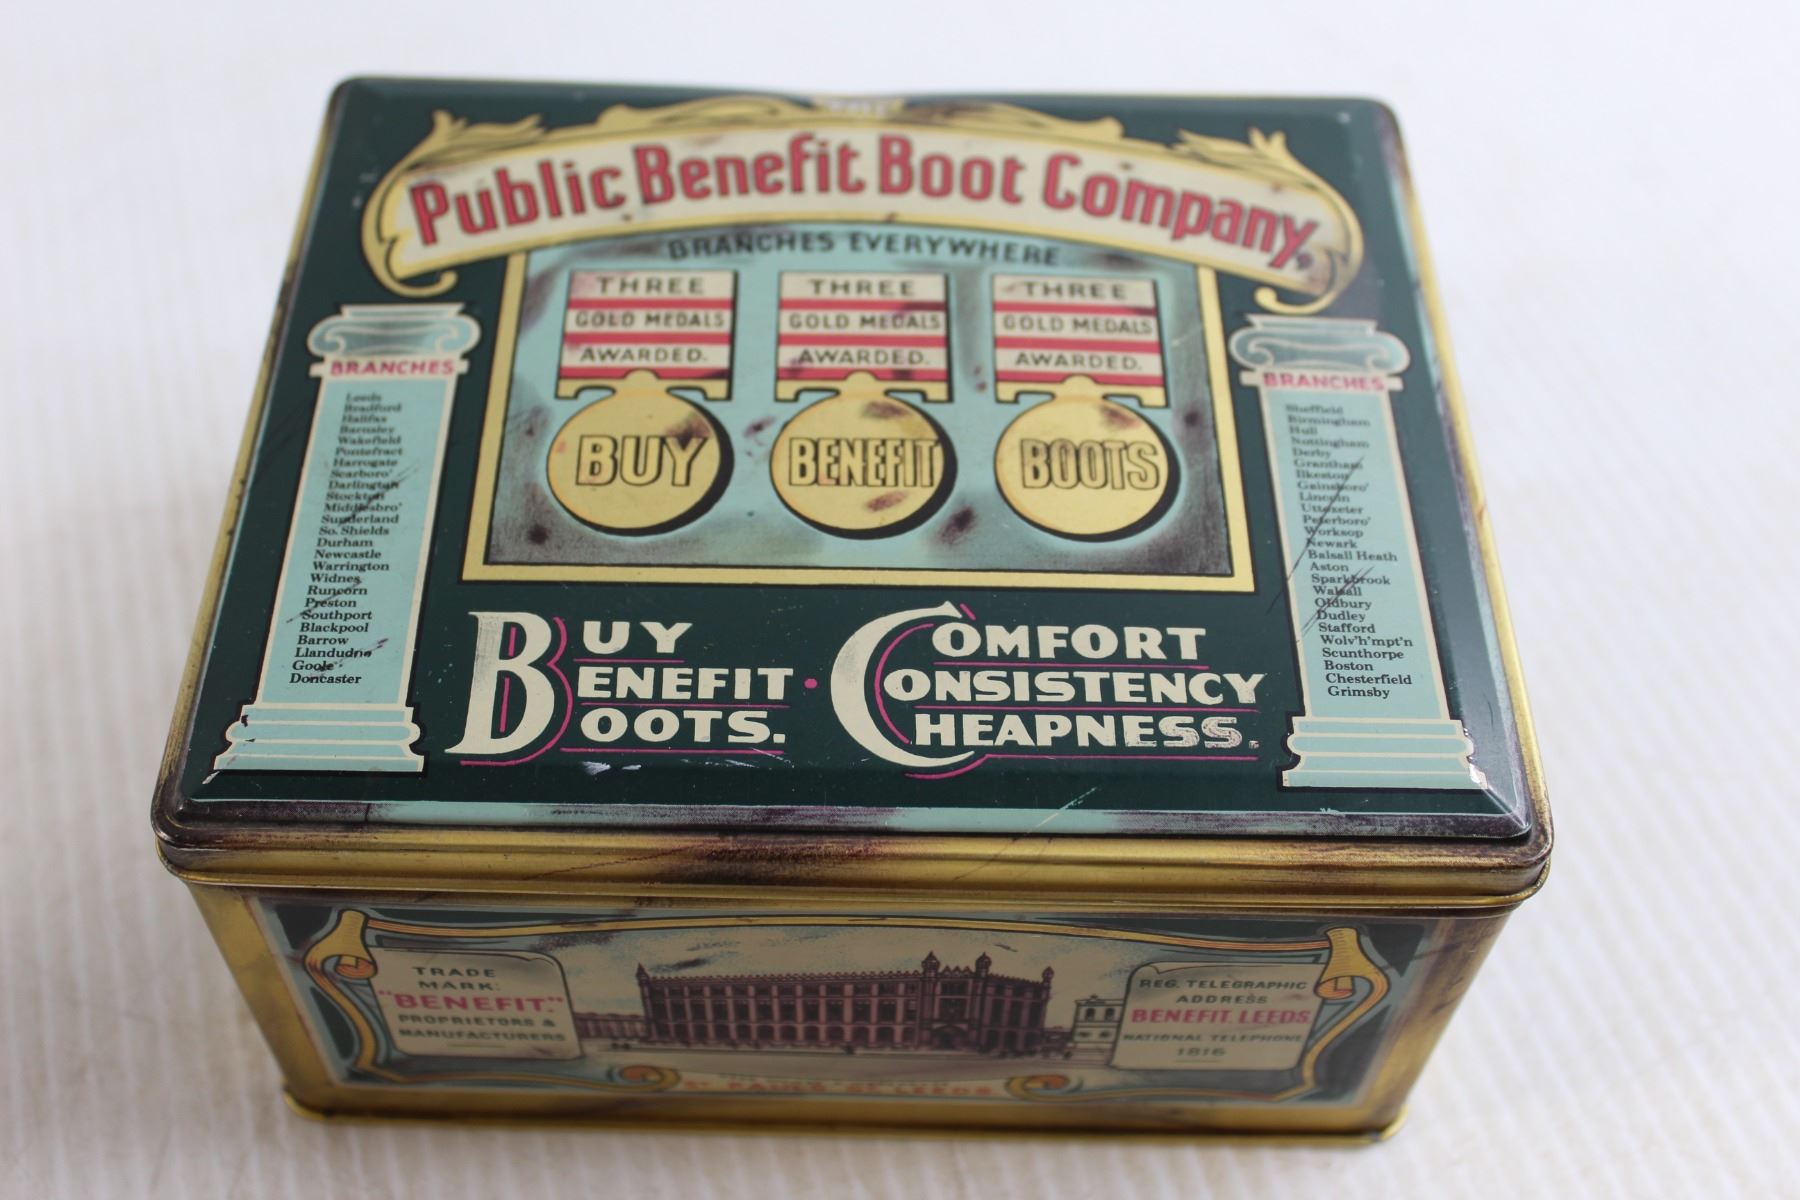 Public Benefit Boot Company,
BRANCHES EVERYWHERE
THREE
GOLD MEDALS
AWARDED.
BUY
THREE
GOLD MEDALS
AWARDED.
BENEFIT
THREE
GOLD MEDALS
AWARDED.
BOOTS
BRANCHES
Leeds
Bradford
Halifax
Barnsley
Wakefield
Pontefract
Harrogate
Scarboro'
Darlington
Stockton
Middlesbro'
Sunderland
So. Shields
Durham
Newcastle
Warrington
Widnes
Runcorn
Preston
Southport
Blackpool
Barrow
Llandudno
Goole
Doncaster
BRANCHES
Sheffield
Birmingham
Hull
Nottingham
Derby
Grantham
Ilkeston
Gainsboro'
Lincoln
Uttoxeter
Peterboro'
Worksop
Newark
Balsall Heath
Aston
Sparkbrook
Walsall
Oldbury
Dudley
Stafford
Wolv'h'mpt'n
Scunthorpe
Boston
Chesterfield
Grimsby
BUY
BENEFIT
BOOTS.
COMFORT
CONSISTENCY
CHEAPNESS.
TRADE
MARK:
"BENEFIT."
PROPRIETORS &
MANUFACTURERS
REG. TELEGRAPHIC
ADDRESS
BENEFIT. LEEDS
NATIONAL TELEPHONE
1816
ST PAULS ST LEEDS